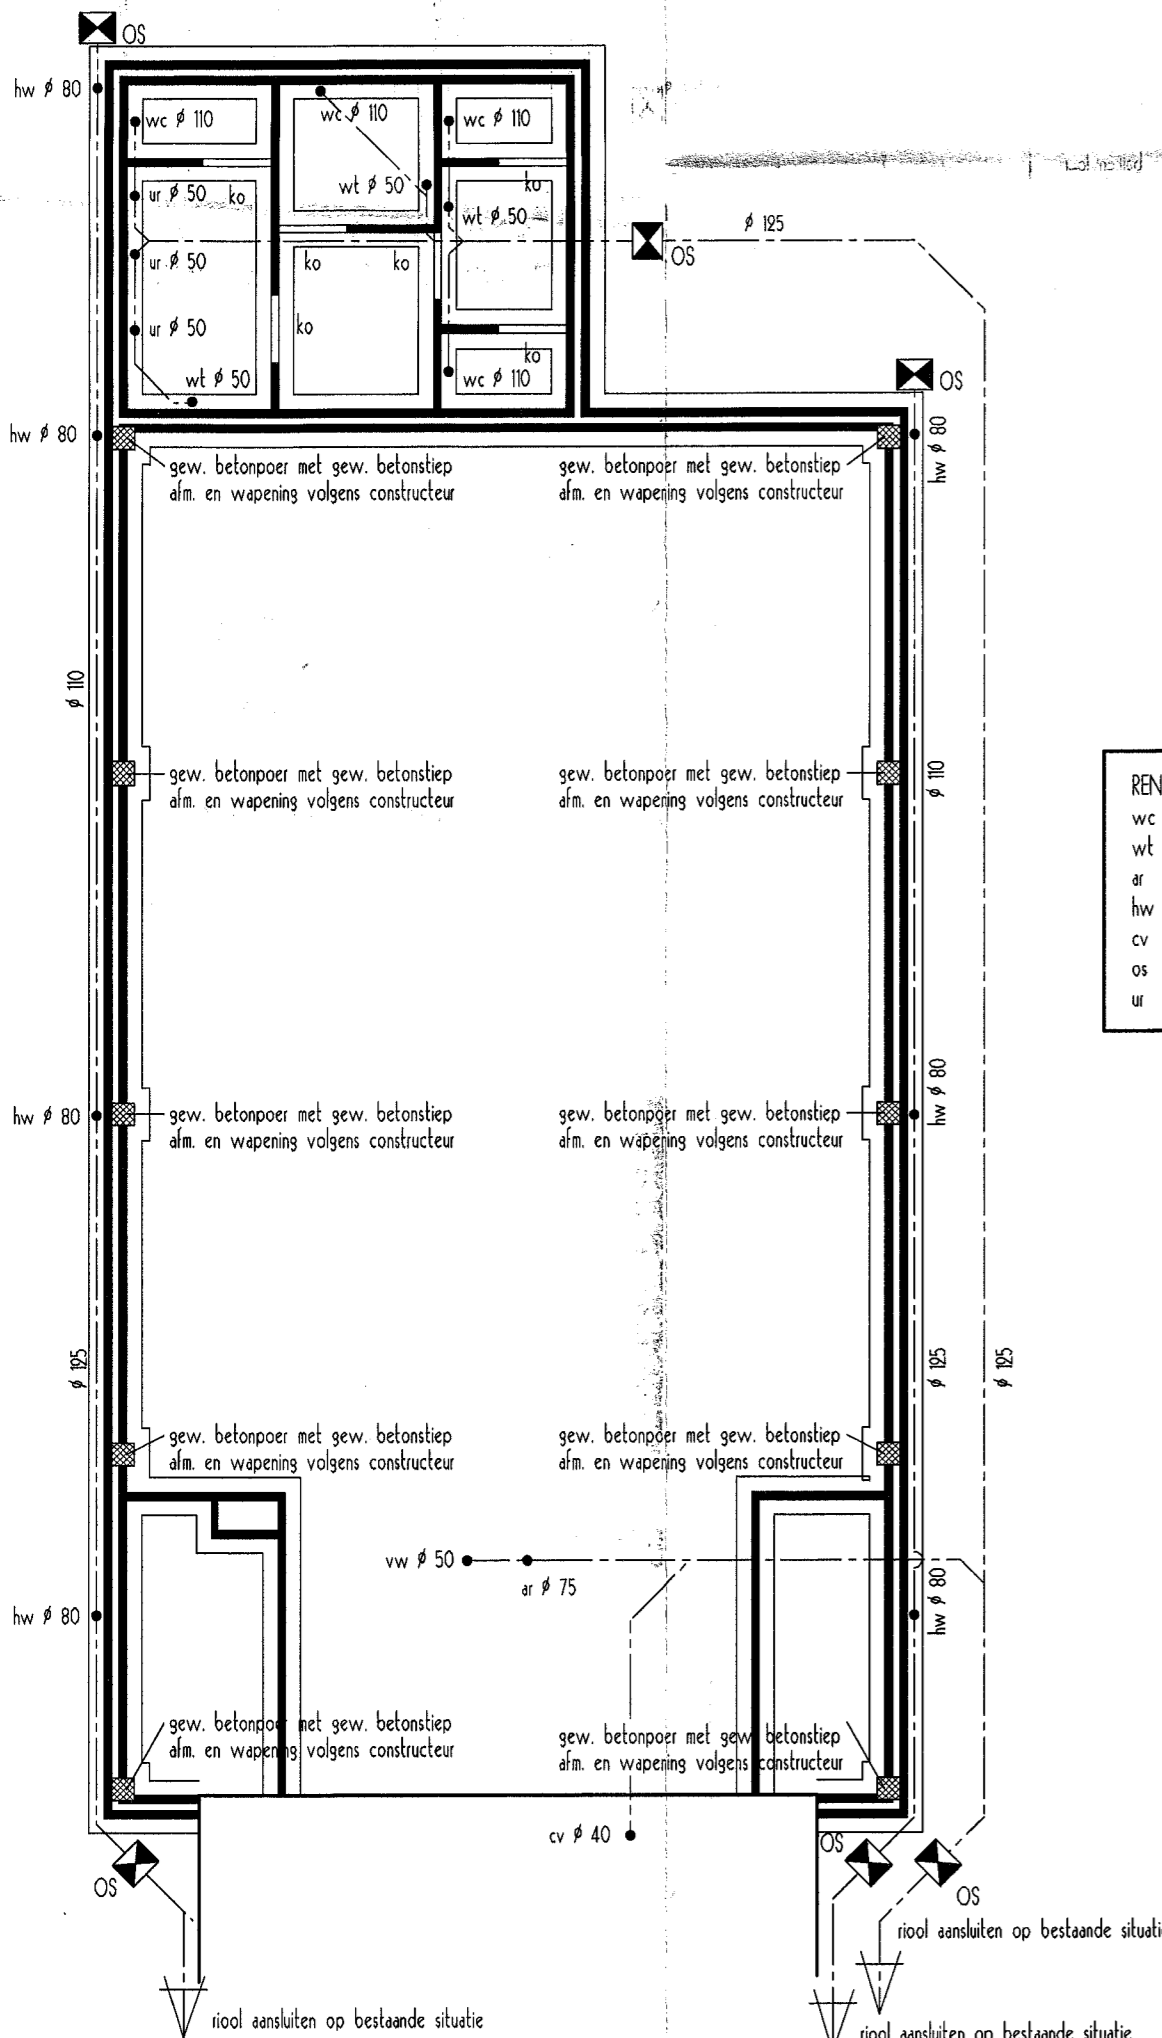 OS
hw ø 80
wc ø 110
wc ø 110
wc ø 110
ur ø 50
ko
wt ø 50
ko
wt ø 50
ø 125
OS
ur ø 50
ko
ko
ur ø 50
ko
ko
wt ø 50
wc ø 110
OS
hw ø 80
hw ø 80
gew. betonpoer met gew. betonstiep
afm. en wapening volgens constructeur
gew. betonpoer met gew. betonstiep
afm. en wapening volgens constructeur
ø 110
gew. betonpoer met gew. betonstiep
afm. en wapening volgens constructeur
gew. betonpoer met gew. betonstiep
afm. en wapening volgens constructeur
ø 110
REN
wc
wt
ar
hw
cv
os
ur
hw ø 80
gew. betonpoer met gew. betonstiep
afm. en wapening volgens constructeur
gew. betonpoer met gew. betonstiep
afm. en wapening volgens constructeur
hw ø 80
ø 125
ø 125
ø 125
gew. betonpoer met gew. betonstiep
afm. en wapening volgens constructeur
gew. betonpoer met gew. betonstiep
afm. en wapening volgens constructeur
vw ø 50
ar ø 75
hw ø 80
hw ø 80
gew. betonpoer met gew. betonstiep
afm. en wapening volgens constructeur
gew. betonpoer met gew. betonstiep
afm. en wapening volgens constructeur
cv ø 40
OS
OS
OS
riool aansluiten op bestaande situati
riool aansluiten op bestaande situatie
riool aansluiten op bestaande situatie